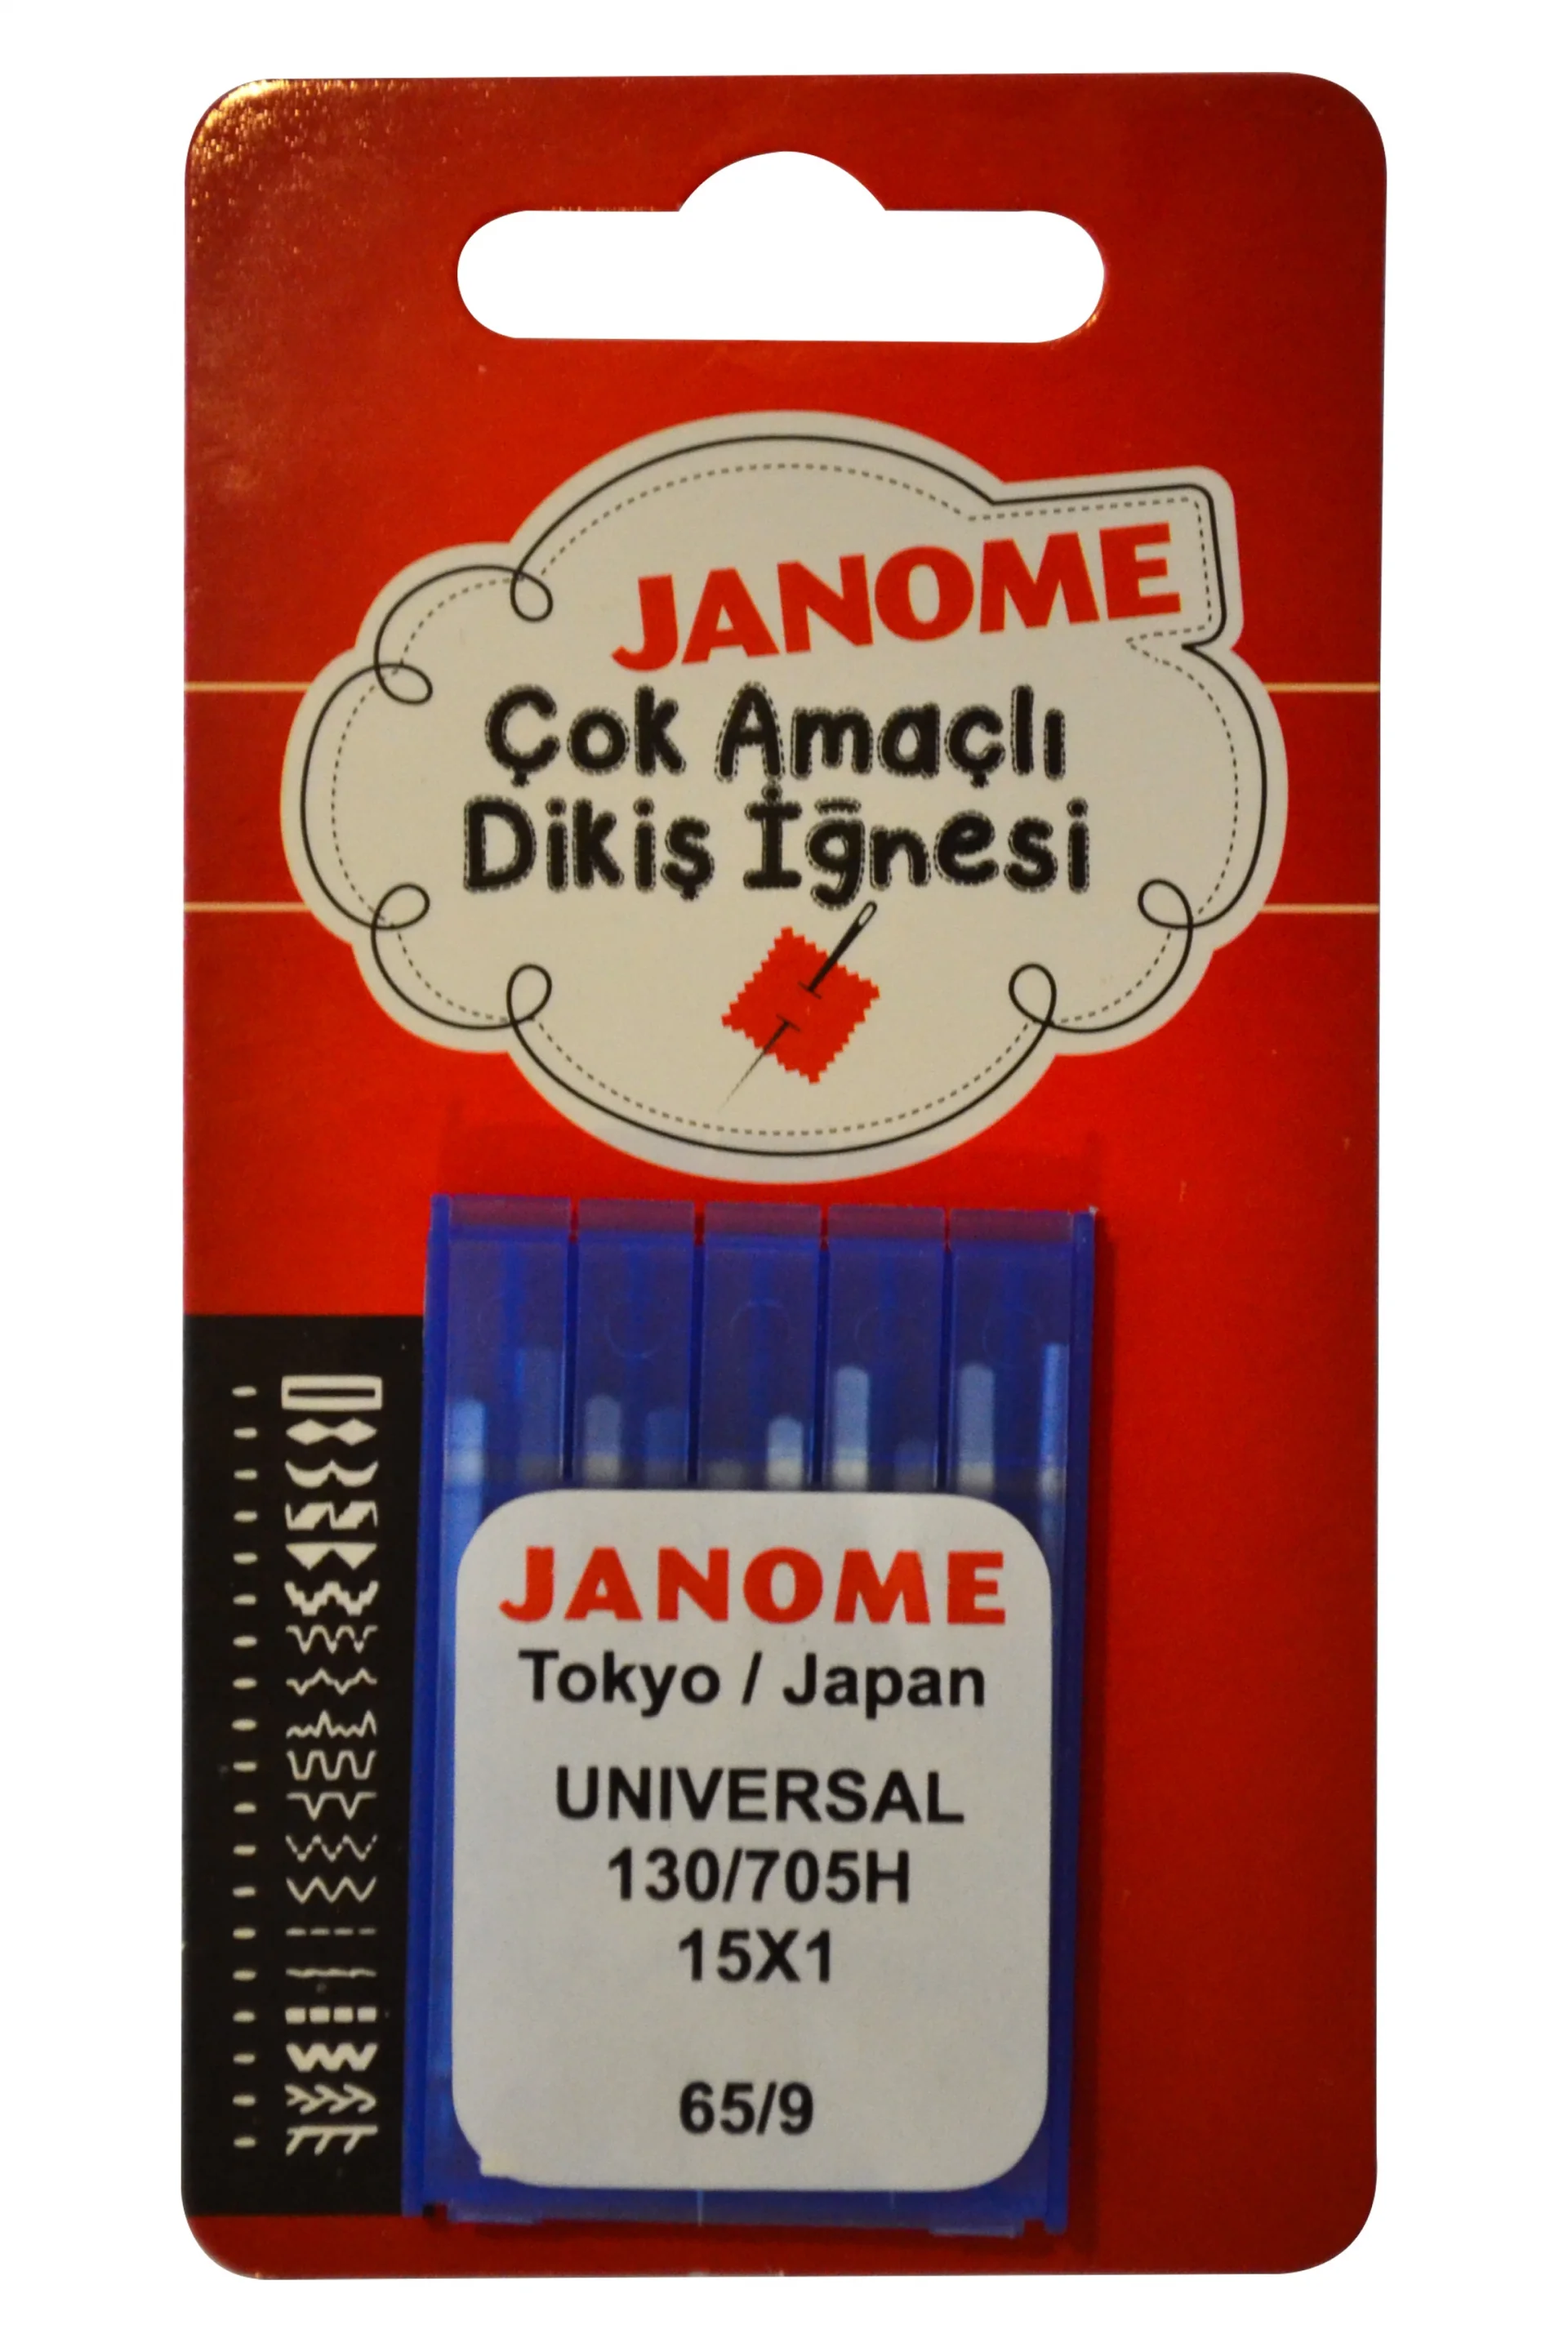 JANOME
Çok Amaçlı
Dikiş İğnesi
JANOME
Tokyo / Japan
UNIVERSAL
130/705H
15X1
65/9